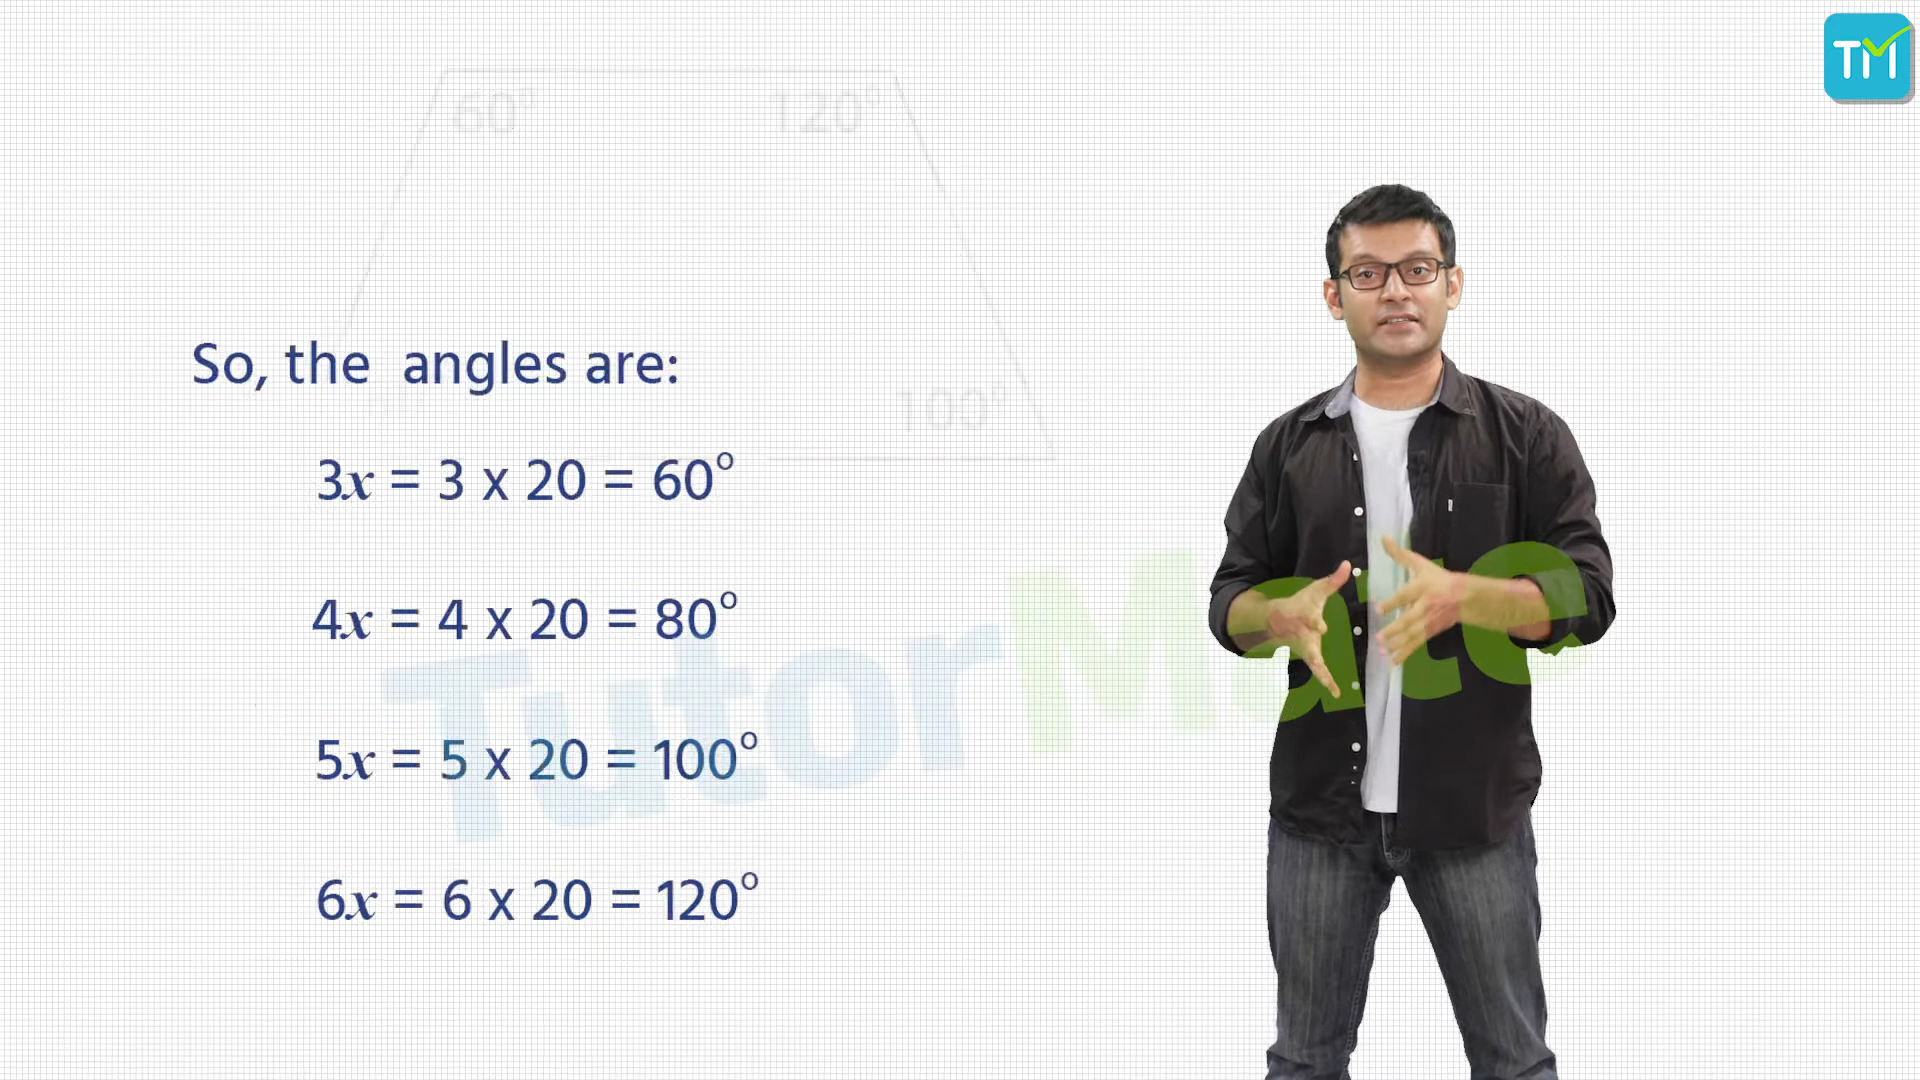 TM
60°
120°
So, the angles are:
100°
3x = 3 x 20 = 60°
4x = 4 x 20 = 80°
TutorMate
5x = 5 x 20 = 100°
6x = 6 x 20 = 120°